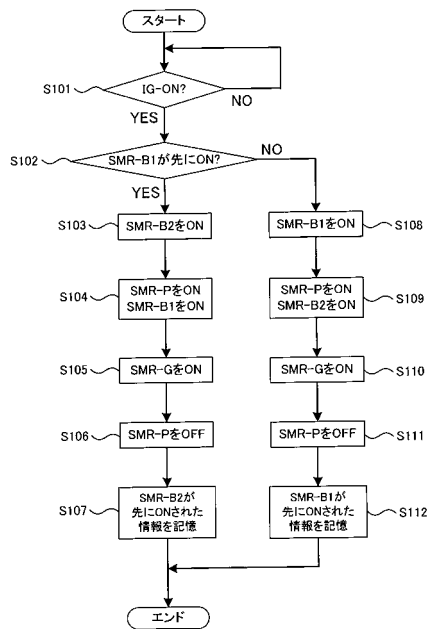 スタート
S101
IG-ON?
NO
YES
S102
SMR-B1が先にON?
NO
YES
S103
SMR-B2をON
SMR-B1をON
S108
S104
SMR-PをON
SMR-B1をON
SMR-PをON
SMR-B2をON
S109
S105
SMR-GをON
SMR-GをON
S110
S106
SMR-PをOFF
SMR-PをOFF
S111
S107
SMR-B2が
先にONされた
情報を記憶
SMR-B1が
先にONされた
情報を記憶
S112
エンド